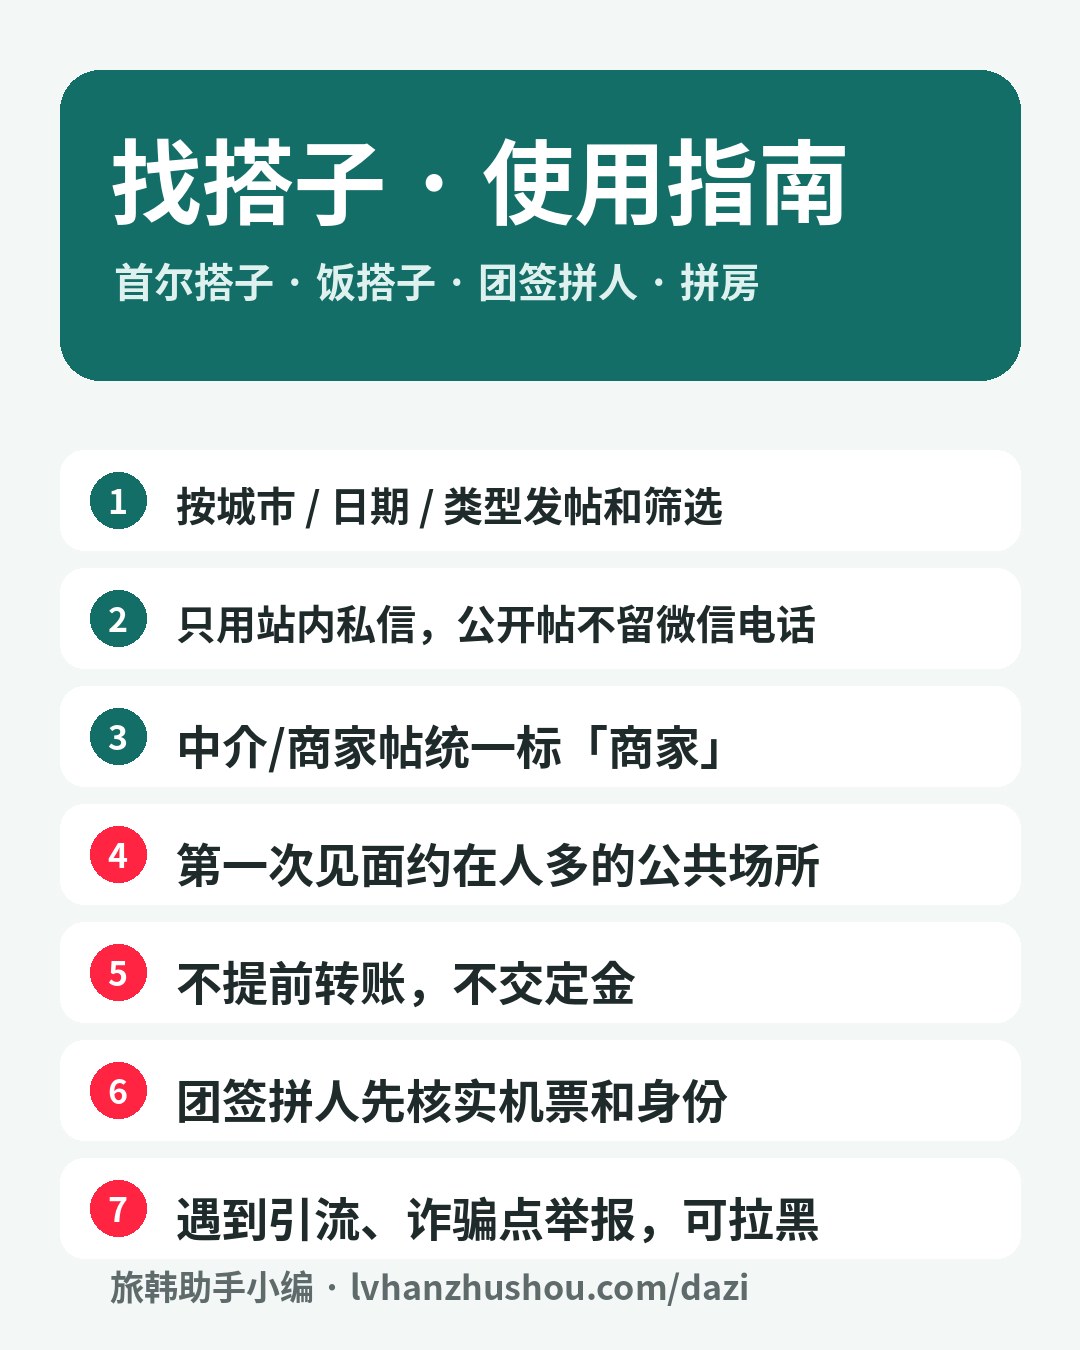 找搭子 · 使用指南
首尔搭子 · 饭搭子 · 团签拼人 · 拼房
1 按城市 / 日期 / 类型发帖和筛选
2 只用站内私信，公开帖不留微信电话
3 中介/商家帖统一标「商家」
4 第一次见面约在人多的公共场所
5 不提前转账，不交定金
6 团签拼人先核实机票和身份
7 遇到引流、诈骗点举报，可拉黑
旅韩助手小编 · lvhanzhushou.com/dazi